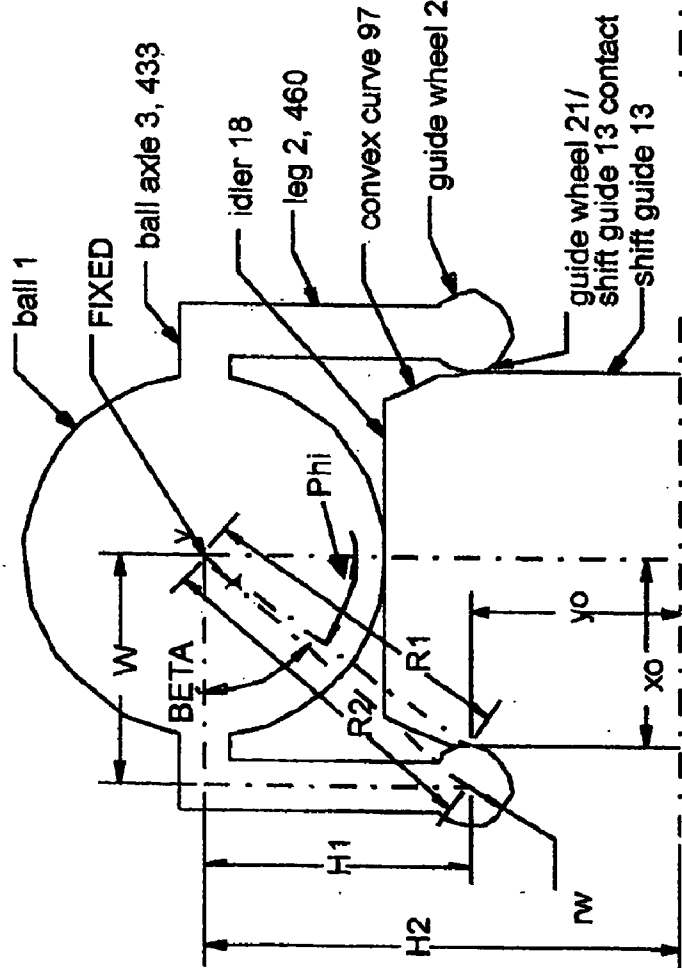 ball 1
FIXED
ball axle 3, 433
idler 18
leg 2, 460
convex curve 97
guide wheel 2
guide wheel 21/
shift guide 13 contact
shift guide 13
Phi
W
BETA
R1
R2
yo
xo
H1
H2
rw